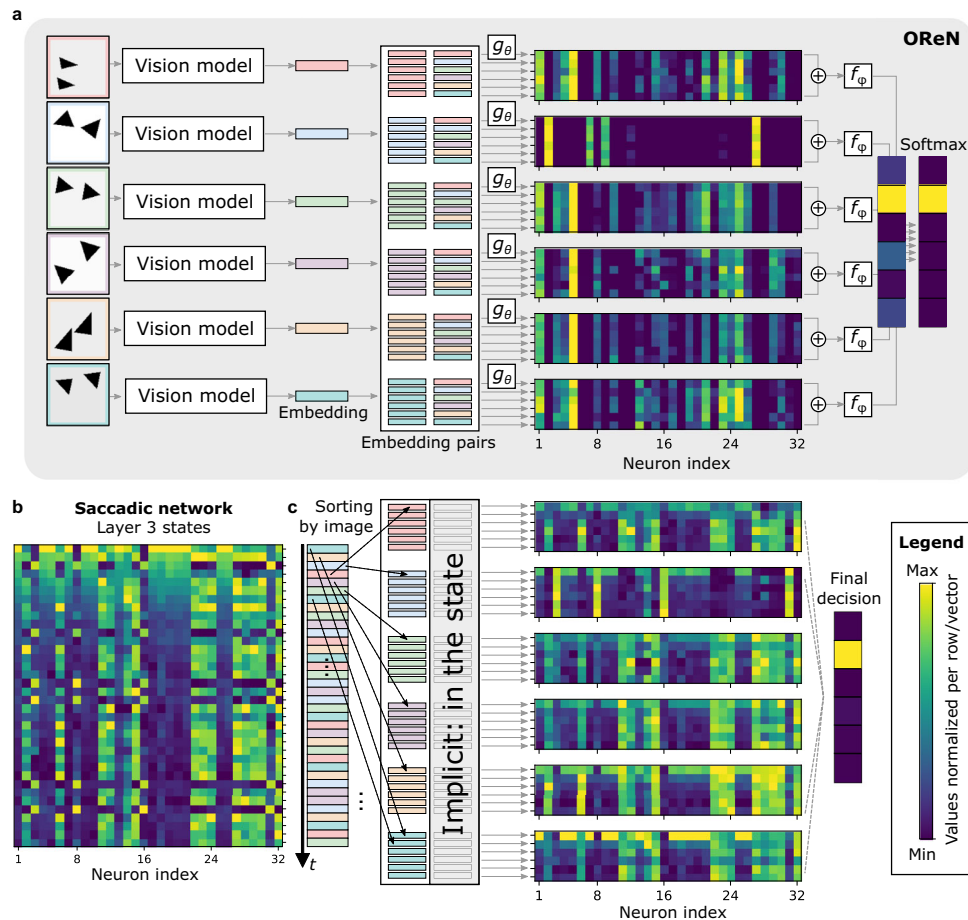 a
OReN
Vision model
Vision model
Vision model
Vision model
Vision model
Vision model
Embedding
Embedding pairs
gθ
gθ
gθ
gθ
gθ
gθ
fφ
fφ
fφ
fφ
fφ
fφ
Softmax
1 8 16 24 32
Neuron index
b
Saccadic network
Layer 3 states
1 8 16 24 32
Neuron index
c
Sorting
by image
...
...
t
Implicit: in the state
1 8 16 24 32
Neuron index
Final
decision
Legend
Max
Values normalized per row/vector
Min